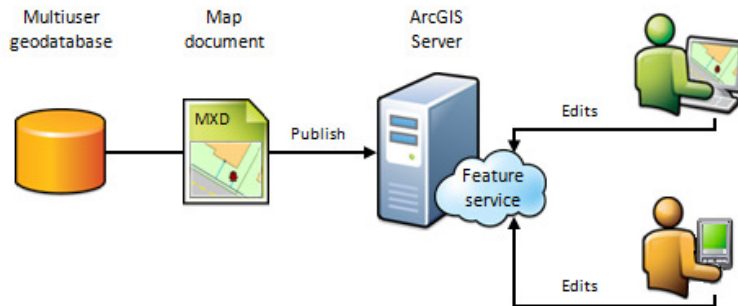 Multiuser
geodatabase
Map
document
ArcGIS
Server
MXD
Publish
Feature
service
Edits
Edits